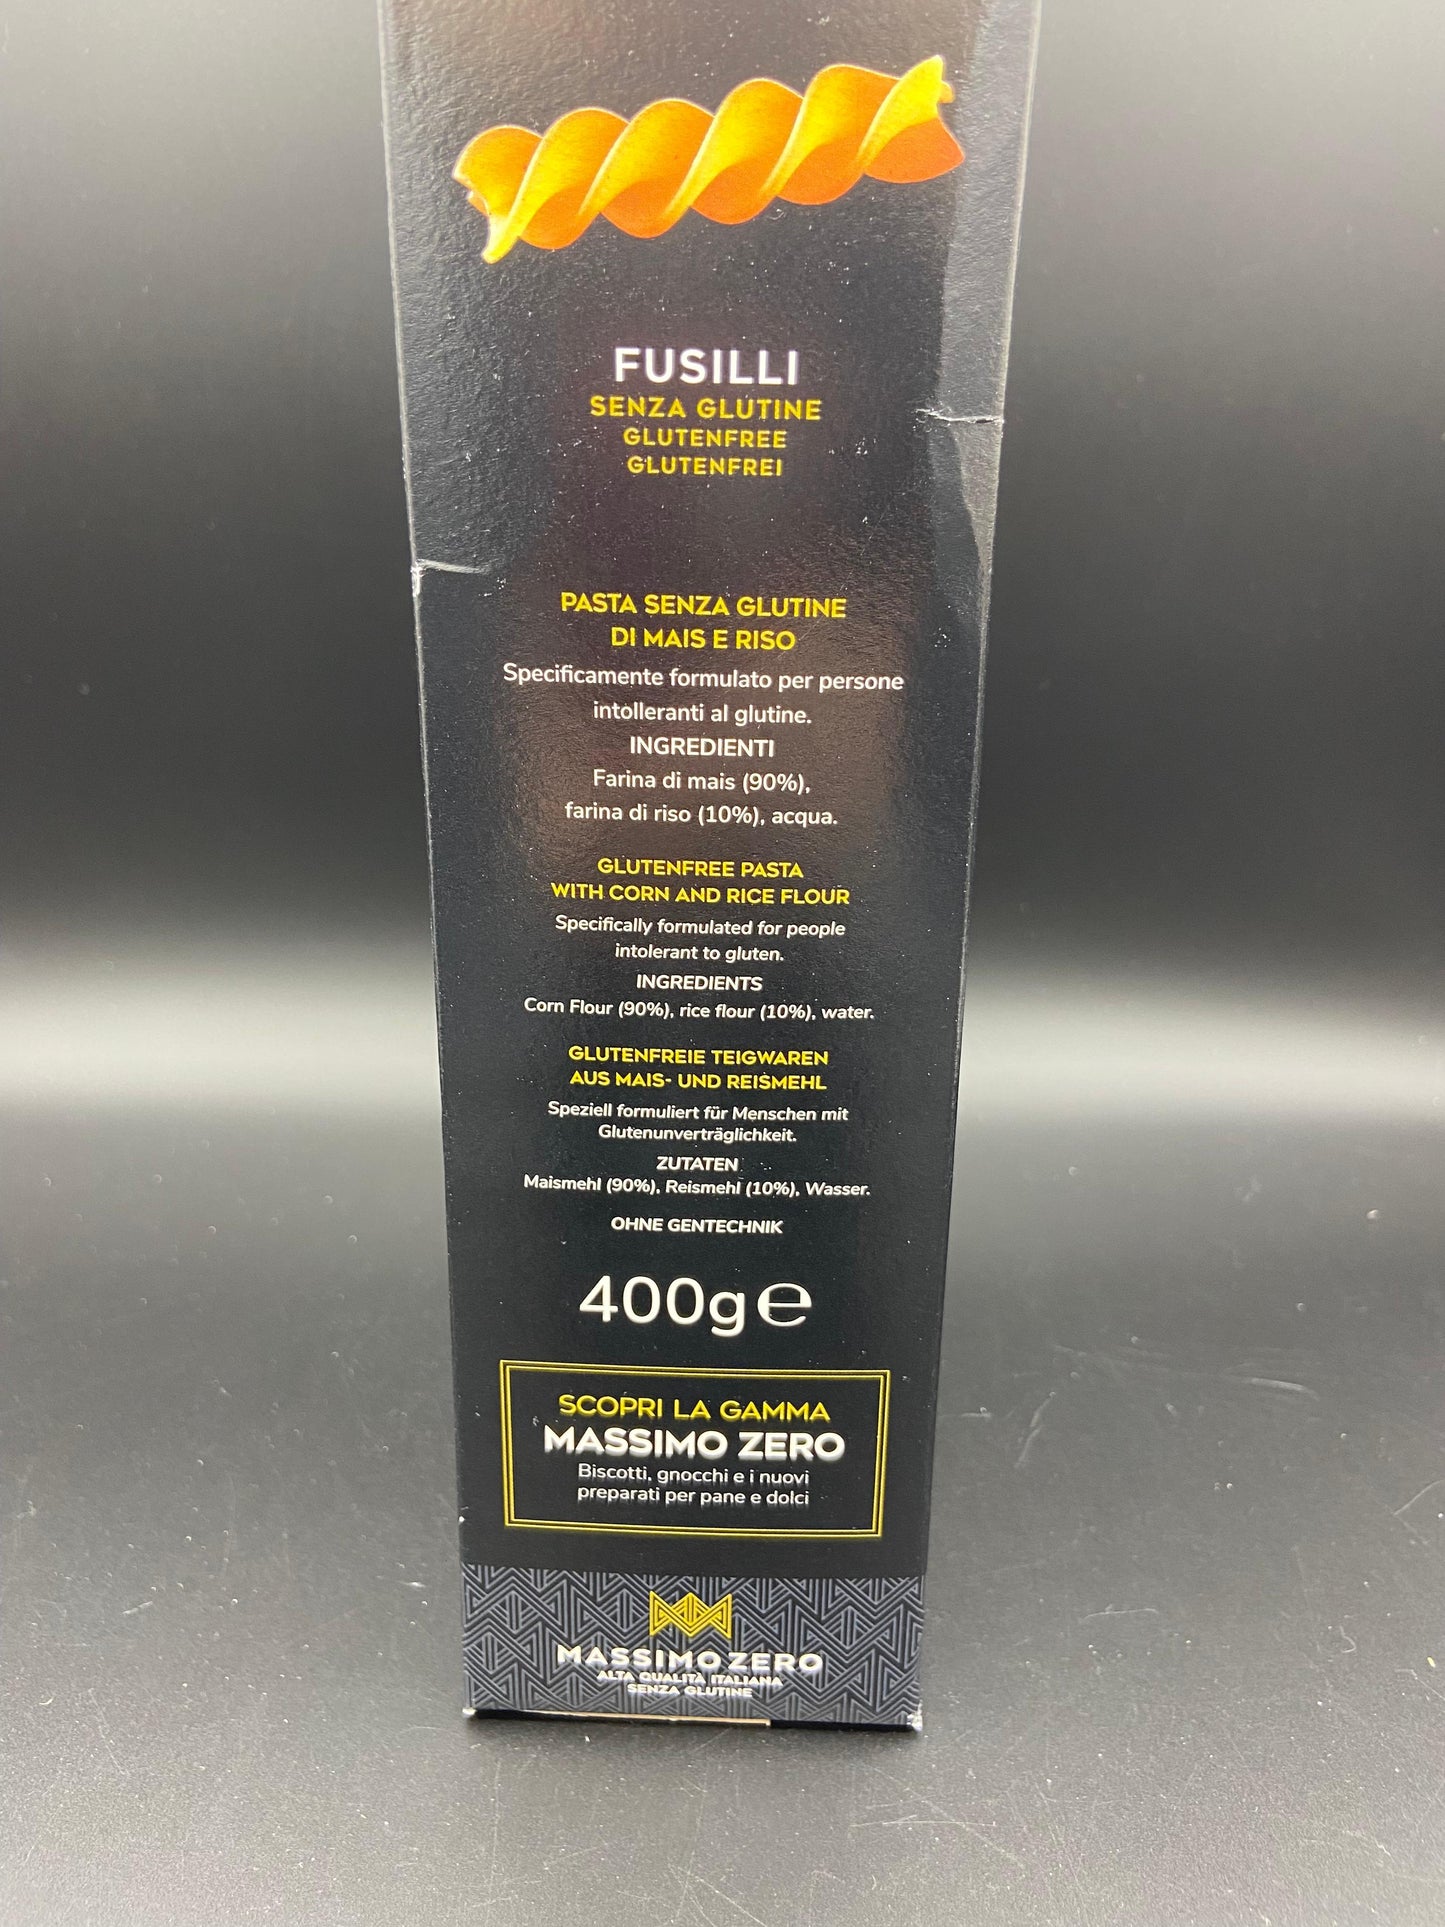 FUSILLI
SENZA GLUTINE
GLUTENFREE
GLUTENFREI
PASTA SENZA GLUTINE
DI MAIS E RISO
Specificamente formulato per persone
intolleranti al glutine.
INGREDIENTI
Farina di mais (90%),
farina di riso (10%), acqua.
GLUTENFREE PASTA
WITH CORN AND RICE FLOUR
Specifically formulated for people
intolerant to gluten.
INGREDIENTS
Corn Flour (90%), rice flour (10%), water.
GLUTENFREIE TEIGWAREN
AUS MAIS- UND REISMEHL
Speziell formuliert für Menschen mit
Glutenunverträglichkeit.
ZUTATEN
Maismehl (90%), Reismehl (10%), Wasser.
OHNE GENTECHNIK
400g ℮
SCOPRI LA GAMMA
MASSIMO ZERO
Biscotti, gnocchi e i nuovi
preparati per pane e dolci
MASSIMO ZERO
ALTA QUALITÀ ITALIANA
SENZA GLUTINE